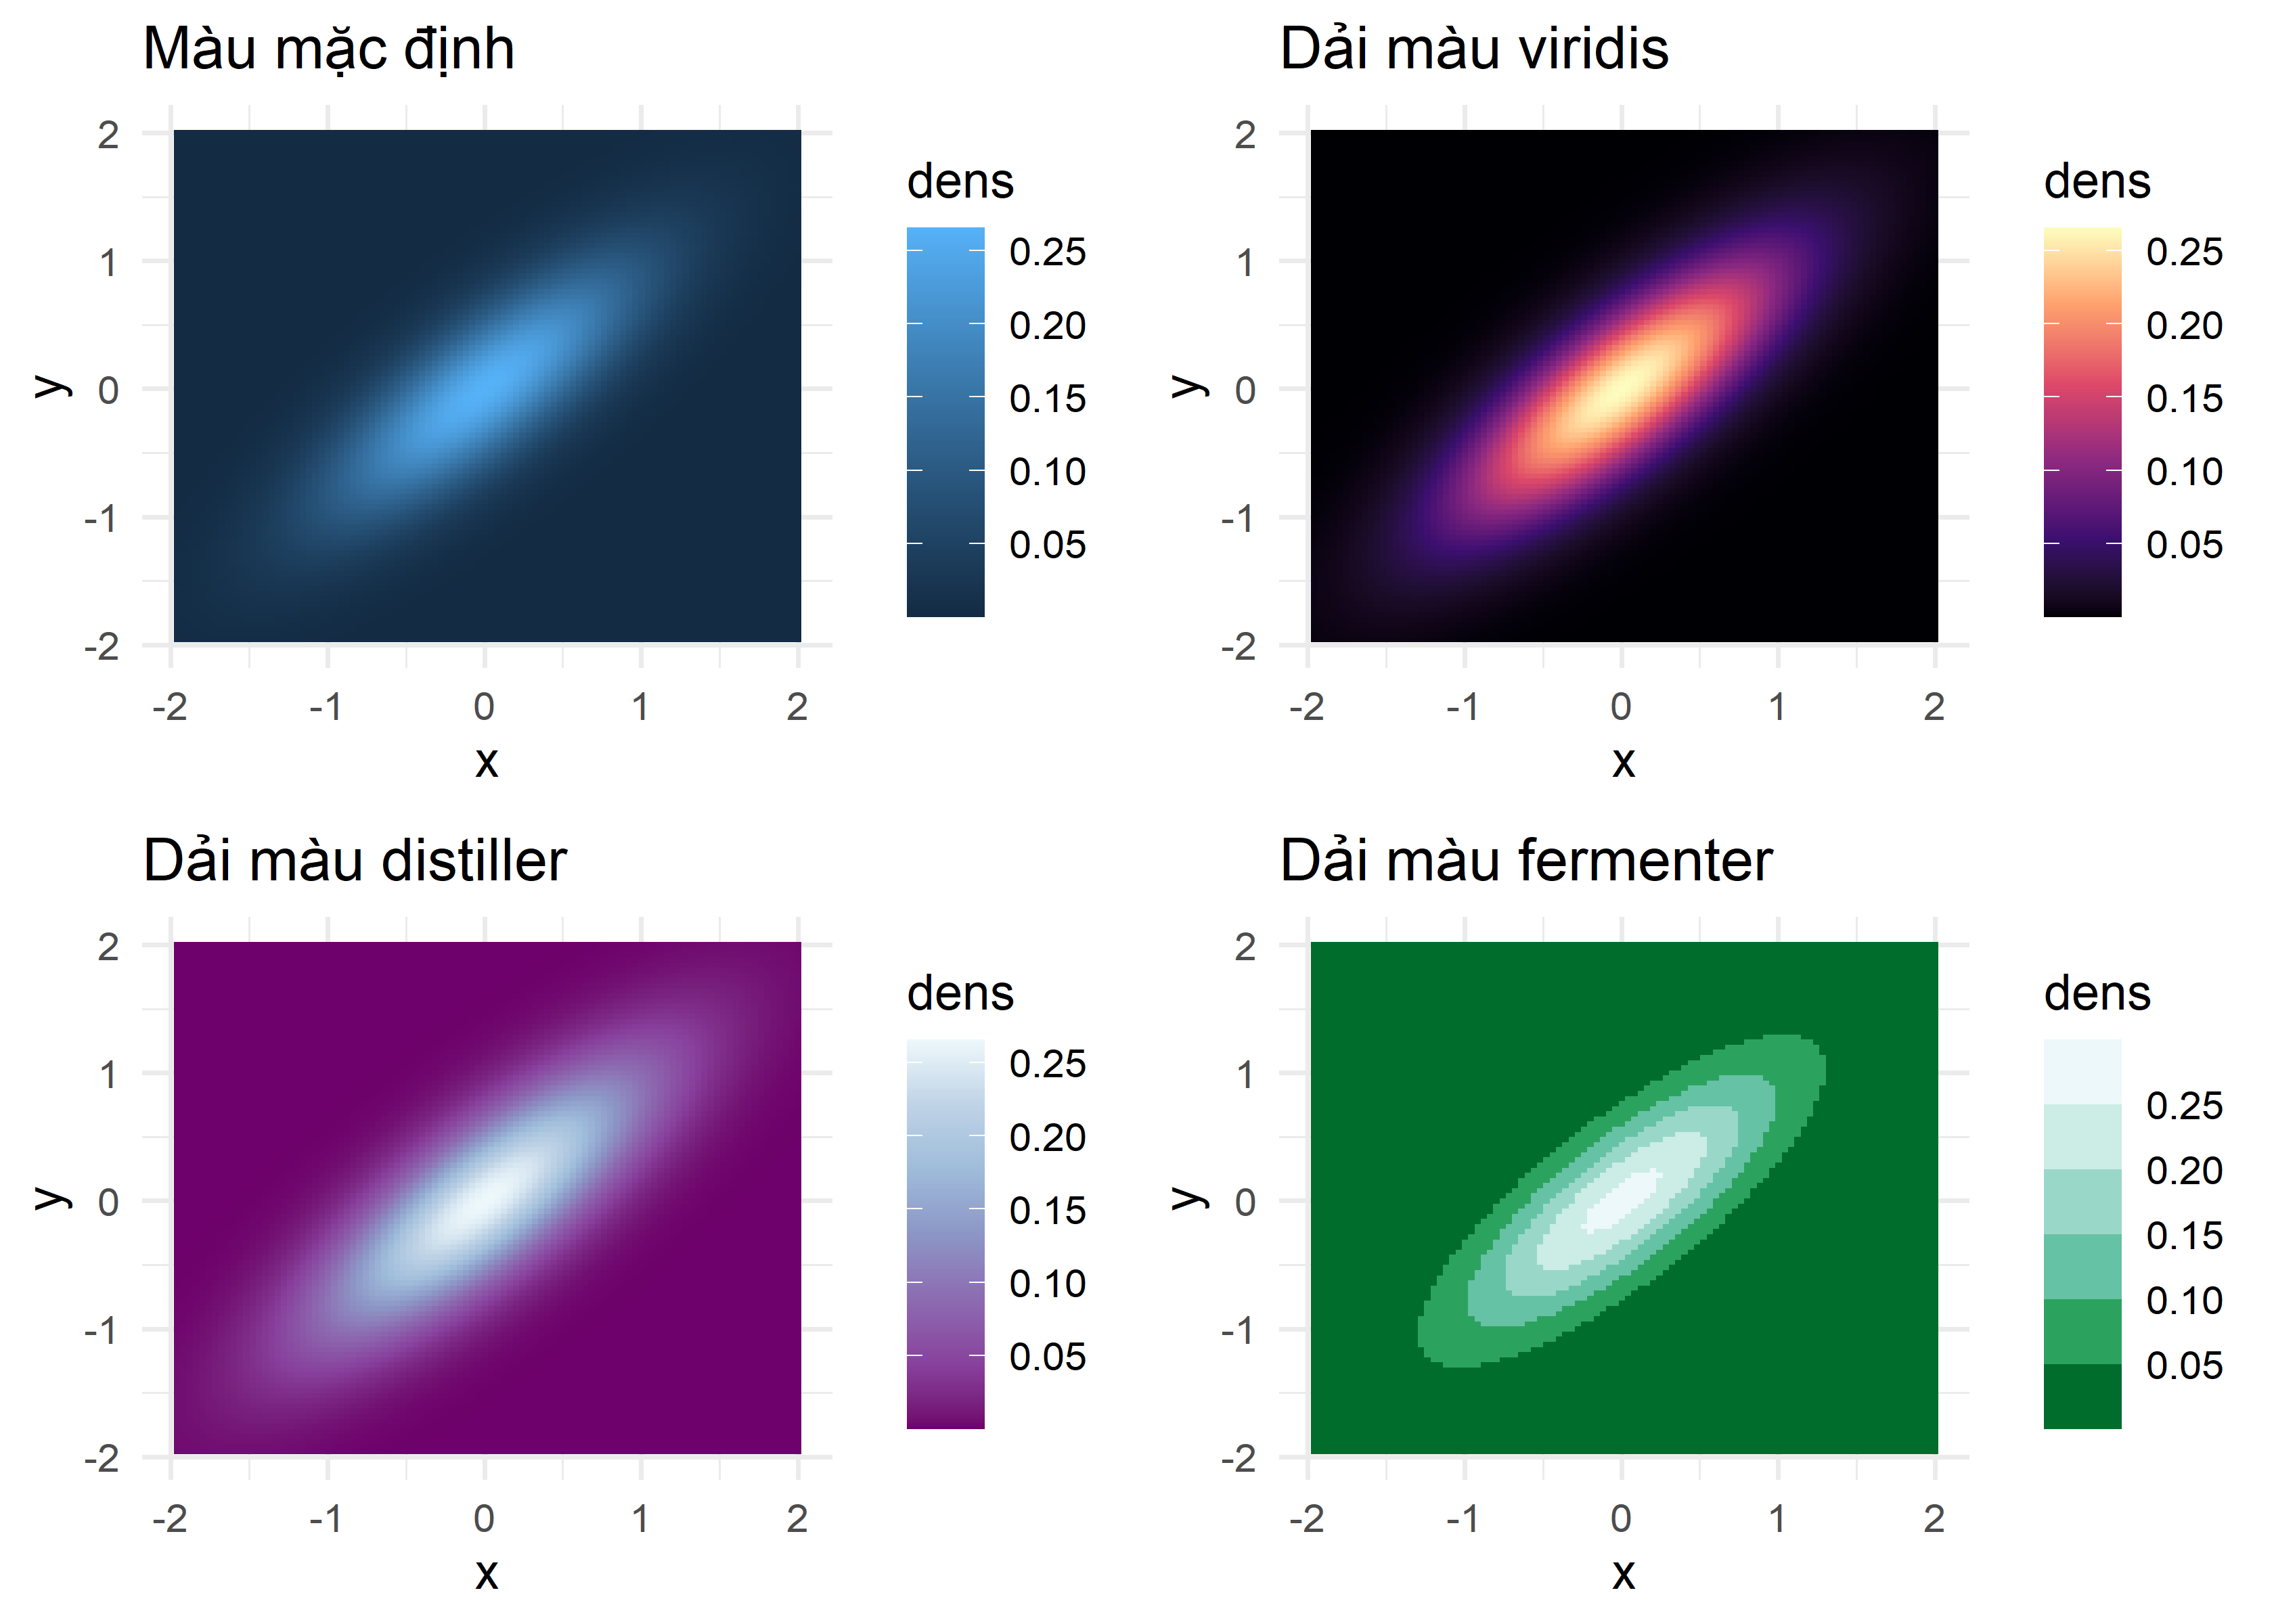 Màu mặc định
dens
0.25
0.20
0.15
0.10
0.05
y
2
1
0
-1
-2
-2 -1 0 1 2
x
Dải màu viridis
dens
0.25
0.20
0.15
0.10
0.05
y
2
1
0
-1
-2
-2 -1 0 1 2
x
Dải màu distiller
dens
0.25
0.20
0.15
0.10
0.05
y
2
1
0
-1
-2
-2 -1 0 1 2
x
Dải màu fermenter
dens
0.25
0.20
0.15
0.10
0.05
y
2
1
0
-1
-2
-2 -1 0 1 2
x